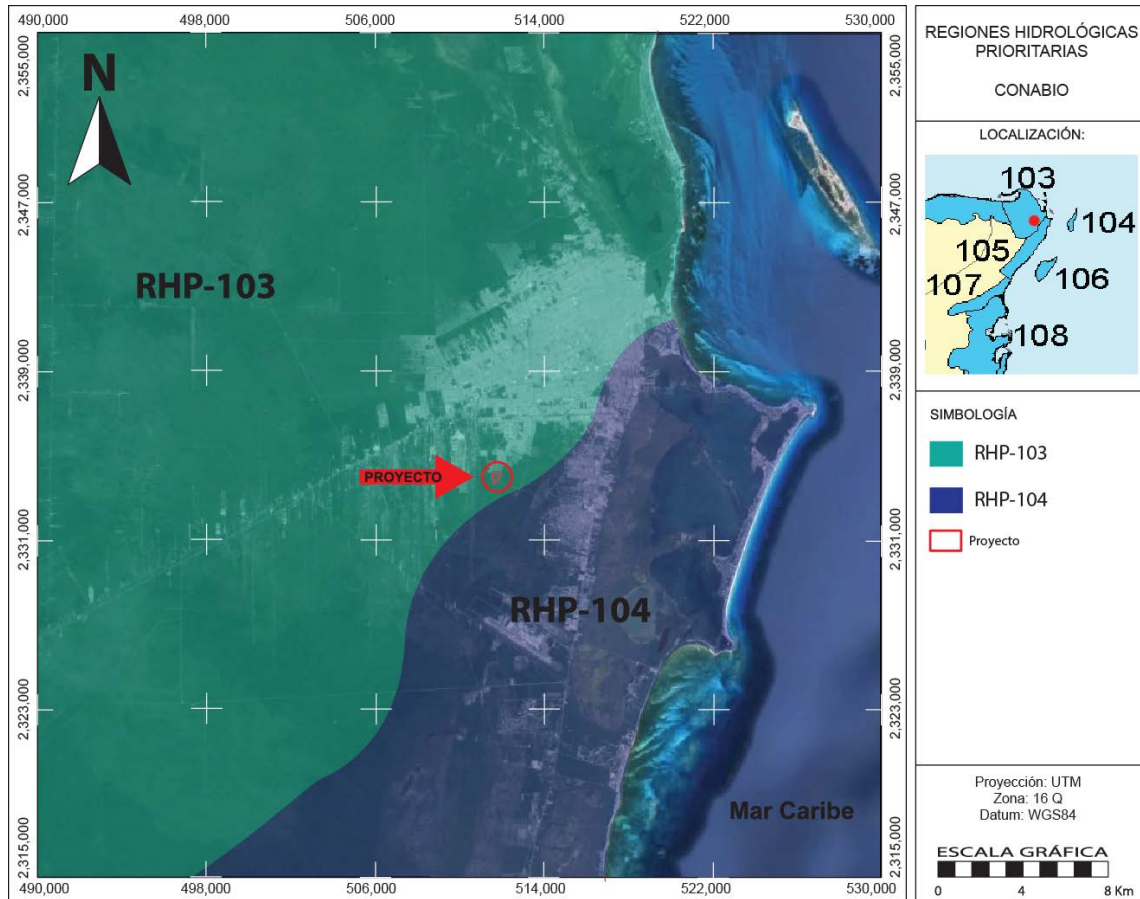 490,000 498,000 506,000 514,000 522,000 530,000
2.355,000
2.347,000
2.339,000
2.331,000
2.323,000
2.315,000
N
RHP-103
PROYECTO
RHP-104
Mar Caribe
2.355,000
2.347,000
2.339,000
2.331,000
2.323,000
2.315,000
490,000 498,000 506,000 514,000 522,000 530,000
REGIONES HIDROLÓGICAS
PRIORITARIAS
CONABIO
LOCALIZACIÓN:
103
104
105
106
107
108
SIMBOLOGÍA
RHP-103
RHP-104
Proyecto
Proyección: UTM
Zona: 16 Q
Datum: WGS84
ESCALA GRÁFICA
0 4 8 Km